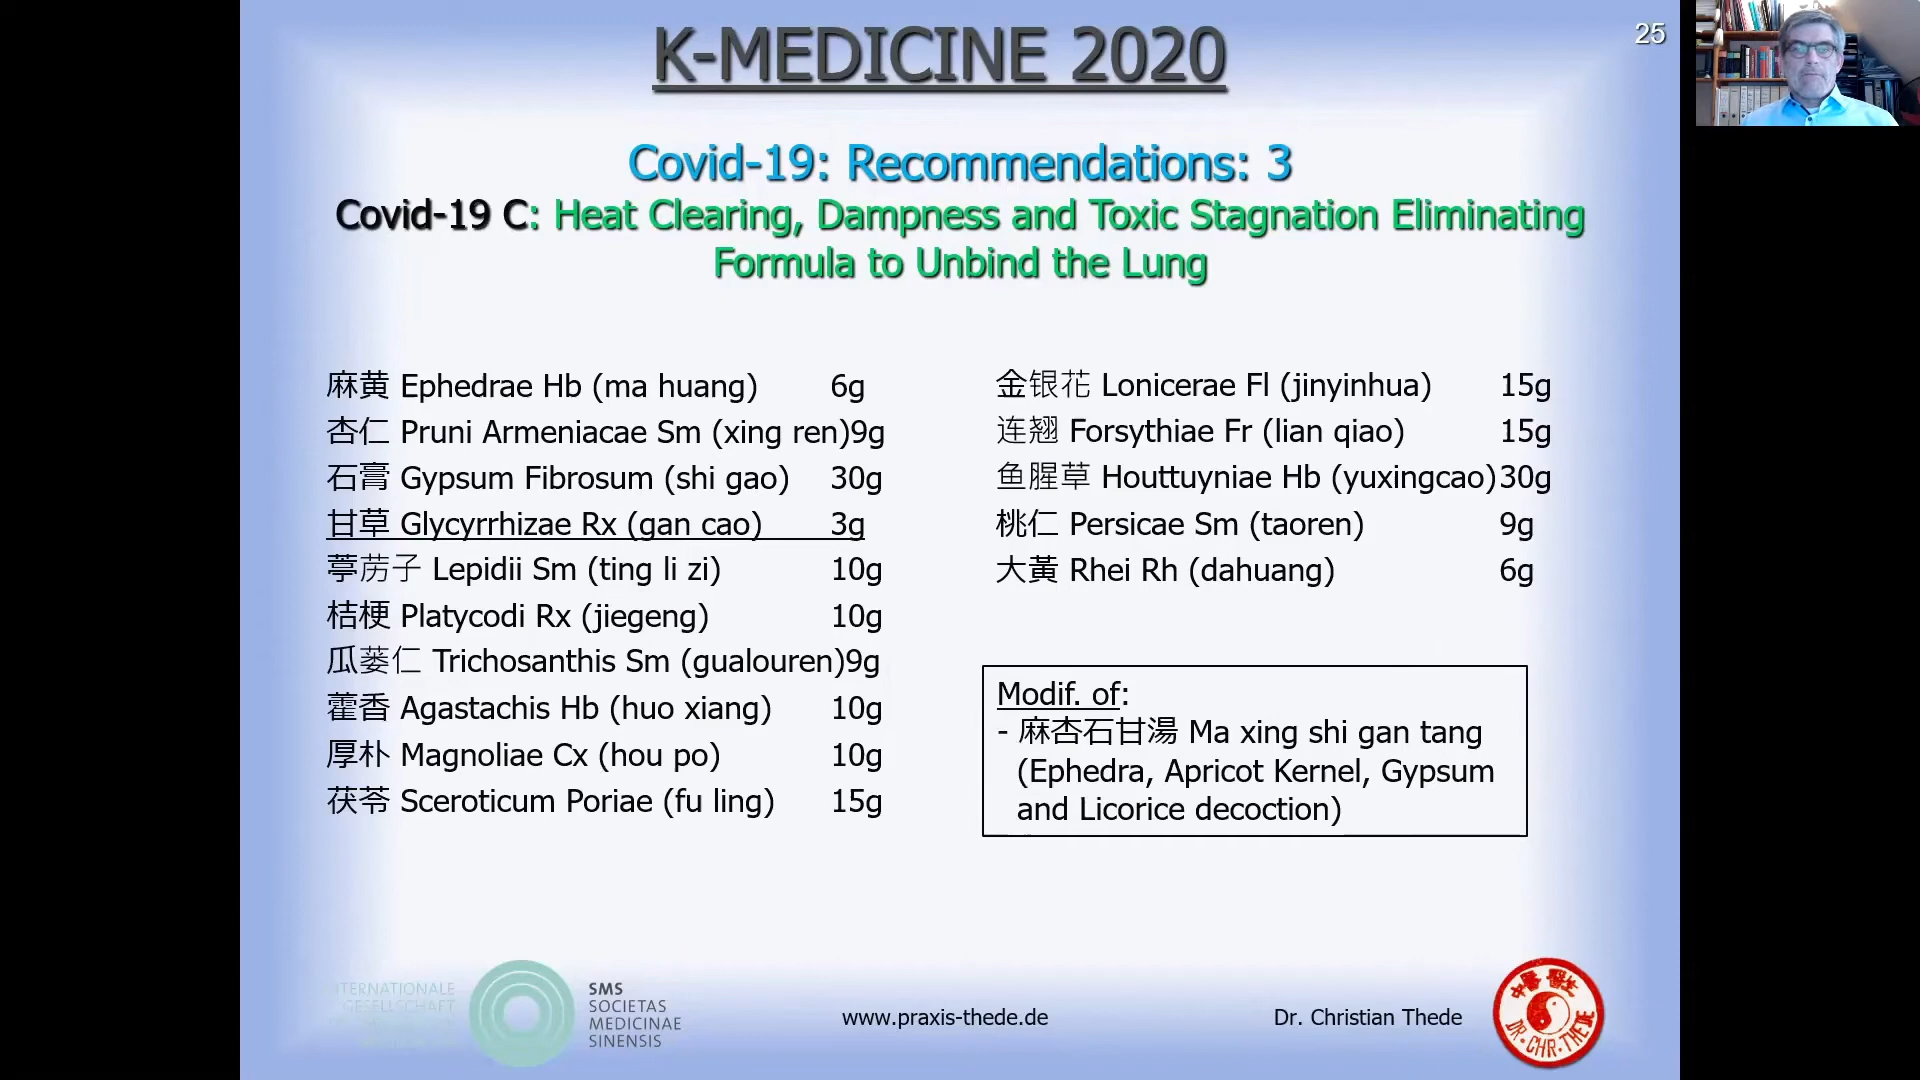 K-MEDICINE 2020
25
Covid-19: Recommendations: 3
Covid-19 C: Heat Clearing, Dampness and Toxic Stagnation Eliminating
Formula to Unbind the Lung
麻黄 Ephedrae Hb (ma huang) 6g
杏仁 Pruni Armeniacae Sm (xing ren)9g
石膏 Gypsum Fibrosum (shi gao) 30g
甘草 Glycyrrhizae Rx (gan cao) 3g
葶苈子 Lepidii Sm (ting li zi) 10g
桔梗 Platycodi Rx (jiegeng) 10g
瓜蒌仁 Trichosanthis Sm (gualouren)9g
藿香 Agastachis Hb (huo xiang) 10g
厚朴 Magnoliae Cx (hou po) 10g
茯苓 Sceroticum Poriae (fu ling) 15g
金银花 Lonicerae Fl (jinyinhua) 15g
连翘 Forsythiae Fr (lian qiao) 15g
鱼腥草 Houttuyniae Hb (yuxingcao)30g
桃仁 Persicae Sm (taoren) 9g
大黃 Rhei Rh (dahuang) 6g
Modif. of:
- 麻杏石甘湯 Ma xing shi gan tang
(Ephedra, Apricot Kernel, Gypsum
and Licorice decoction)
SMS
SOCIETAS
MEDICINAE
SINENSIS
www.praxis-thede.de
Dr. Christian Thede
中醫 醫生
DR. CHR. THEDE